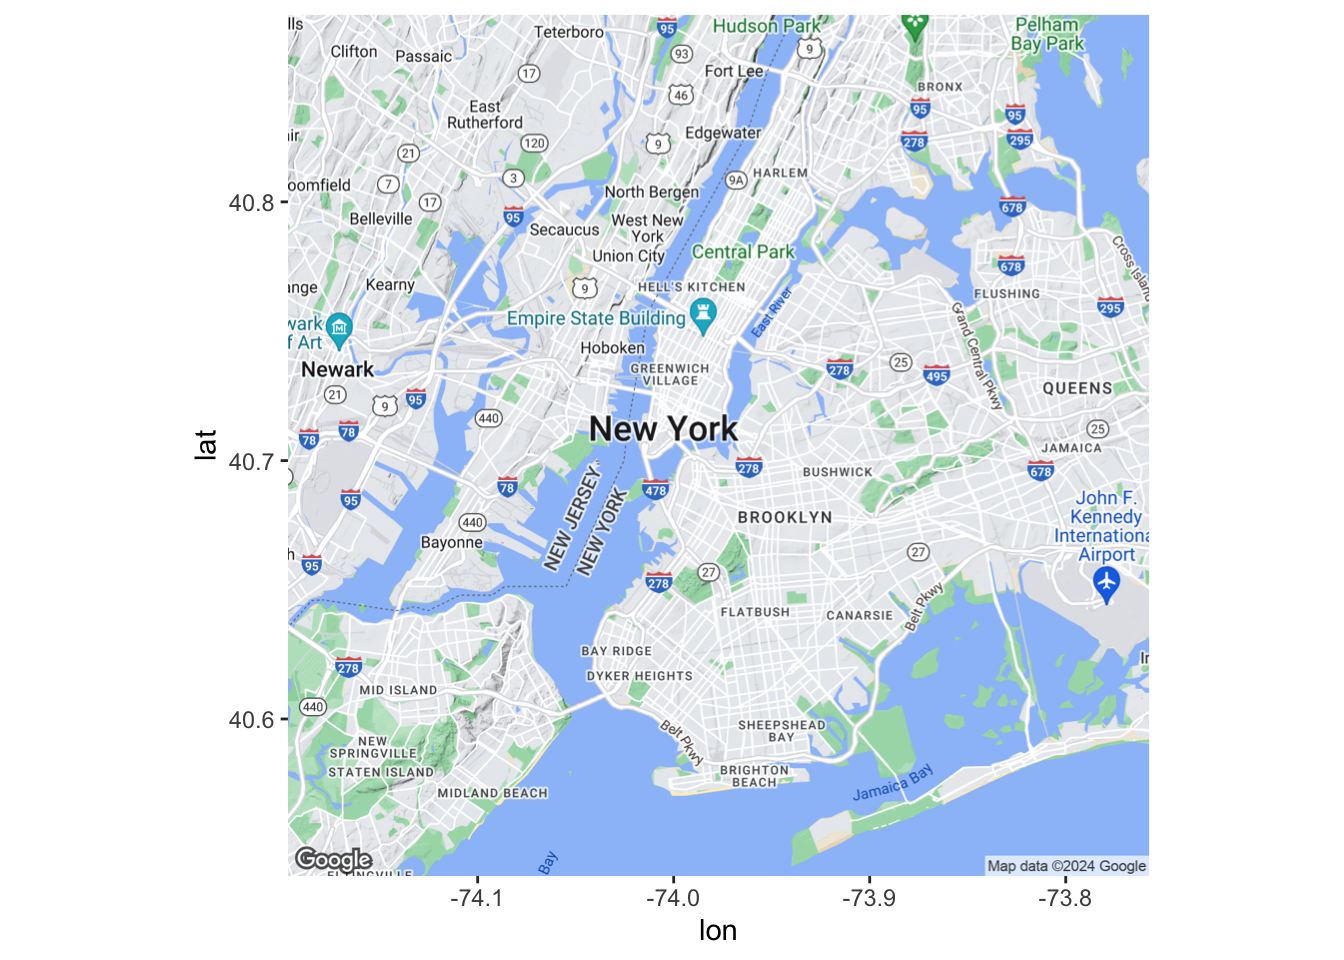 lls
Teterboro
95
Hudson Park
9
Pelham
Bay Park
Clifton
Passaic
93
17
Fort Lee
46
BRONX
East
Rutherford
95
95
120
9
Edgewater
278
295
air
21
HARLEM
oomfield
7
3
North Bergen
9A
17
Belleville
95
West New
York
678
Secaucus
Central Park
Union City
678
Cross Island
ange
Kearny
9
HELL'S KITCHEN
FLUSHING
295
wark
f Art
Empire State Building
East River
Grand Central Pkwy
Hoboken
Newark
GREENWICH
VILLAGE
278
25
495
QUEENS
21
9
95
440
New York
25
78
78
JAMAICA
40.8
40.7
40.6
lat
278
BUSHWICK
678
95
78
NEW JERSEY
NEW YORK
478
BROOKLYN
John F.
Kennedy
Internationa
Airport
440
Bayonne
h
95
278
27
27
FLATBUSH
CANARSIE
Belt Pkwy
BAY RIDGE
278
DYKER HEIGHTS
In
MID ISLAND
440
NEW
SPRINGVILLE
STATEN ISLAND
Belt Pkwy
SHEEPSHEAD
BAY
BRIGHTON
BEACH
MIDLAND BEACH
Jamaica Bay
Google
ELTINGVILLE
Bay
Map data ©2024 Google
-74.1
-74.0
-73.9
-73.8
lon